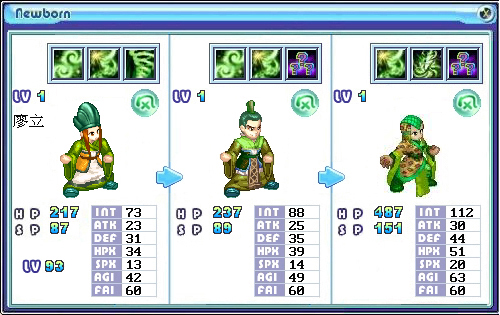 Newborn
LV 1
廖立
HP 217
SP 87
LV 93
INT 73
ATK 23
DEF 31
HPX 34
SPX 13
AGI 42
FAI 60
LV 1
HP 237
SP 89
INT 88
ATK 25
DEF 35
HPX 39
SPX 14
AGI 49
FAI 60
LV 1
HP 487
SP 151
INT 112
ATK 30
DEF 44
HPX 51
SPX 20
AGI 63
FAI 60